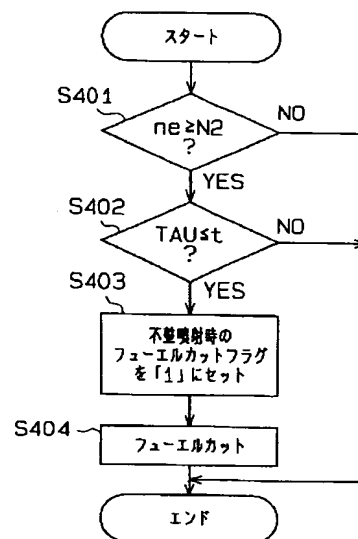 スタート
S401
ne≧N2
?
NO
YES
S402
TAU≦t
?
NO
YES
S403
不整噴射時の
フューエルカットフラグ
を「1」にセット
S404
フューエルカット
エンド